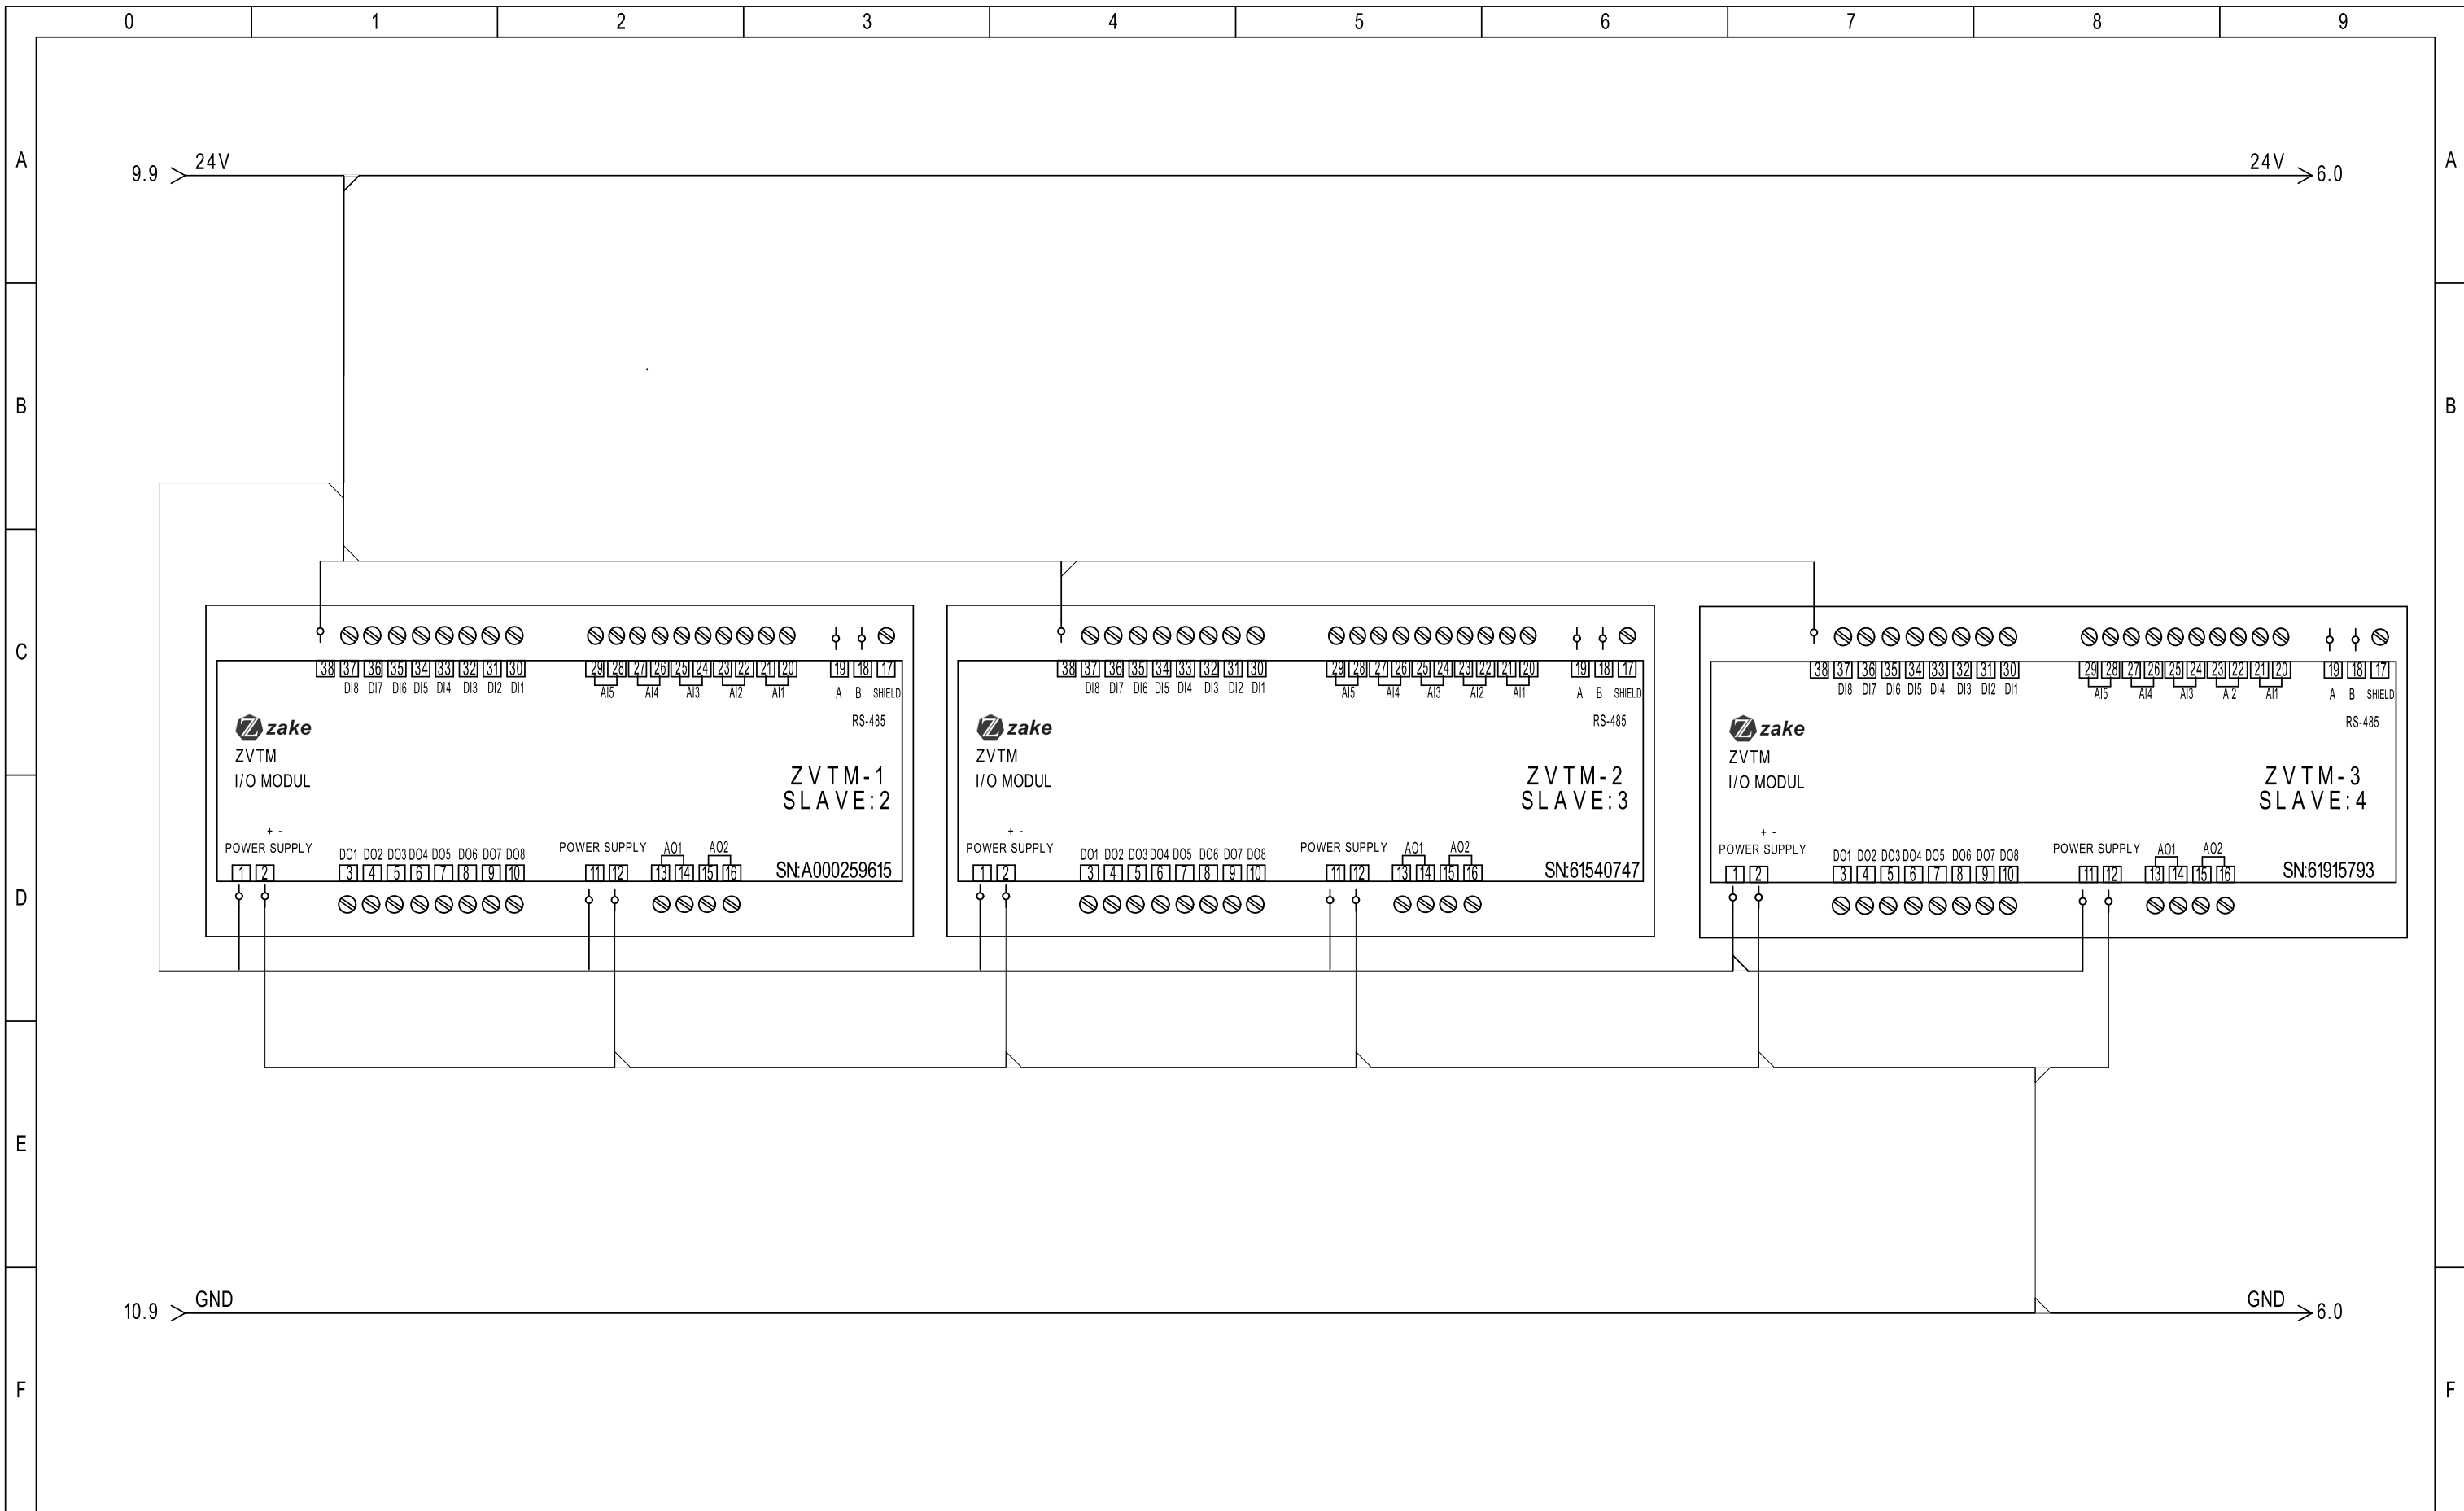 0 1 2 3 4 5 6 7 8 9
A A
24V 24V
9.9 6.0
B B
C C
38 37 36 35 34 33 32 31 30 29 28 27 26 25 24 23 22 21 20 19 18 17
DI8 DI7 DI6 DI5 DI4 DI3 DI2 DI1 AI5 AI4 AI3 AI2 AI1 A B SHIELD
RS-485
zake
ZVTM
I/O MODUL
ZVTM-1
SLAVE:2
+ -
POWER SUPPLY DO1 DO2 DO3 DO4 DO5 DO6 DO7 DO8 POWER SUPPLY AO1 AO2
1 2 3 4 5 6 7 8 9 10 11 12 13 14 15 16
SN:A000259615
38 37 36 35 34 33 32 31 30 29 28 27 26 25 24 23 22 21 20 19 18 17
DI8 DI7 DI6 DI5 DI4 DI3 DI2 DI1 AI5 AI4 AI3 AI2 AI1 A B SHIELD
RS-485
zake
ZVTM
I/O MODUL
ZVTM-2
SLAVE:3
+ -
POWER SUPPLY DO1 DO2 DO3 DO4 DO5 DO6 DO7 DO8 POWER SUPPLY AO1 AO2
1 2 3 4 5 6 7 8 9 10 11 12 13 14 15 16
SN:61540747
38 37 36 35 34 33 32 31 30 29 28 27 26 25 24 23 22 21 20 19 18 17
DI8 DI7 DI6 DI5 DI4 DI3 DI2 DI1 AI5 AI4 AI3 AI2 AI1 A B SHIELD
RS-485
zake
ZVTM
I/O MODUL
ZVTM-3
SLAVE:4
+ -
POWER SUPPLY DO1 DO2 DO3 DO4 DO5 DO6 DO7 DO8 POWER SUPPLY AO1 AO2
1 2 3 4 5 6 7 8 9 10 11 12 13 14 15 16
SN:61915793
D D
E E
GND GND
10.9 6.0
F F